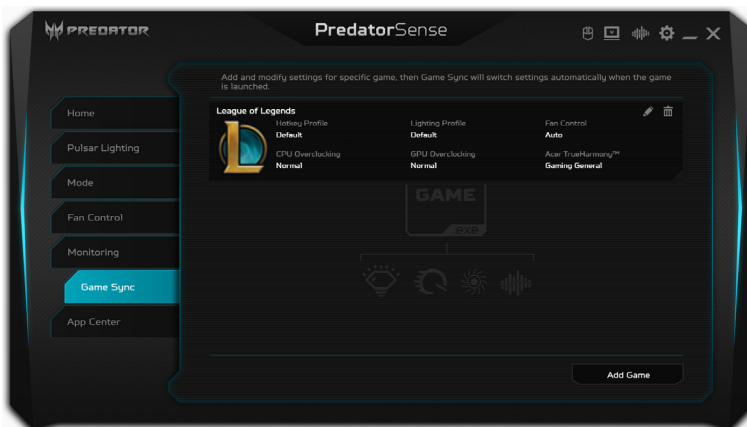 PREDATOR
PredatorSense
Add and modify settings for specific game, then Game Sync will switch settings automatically when the game
is launched.
Home
Pulsar Lighting
Mode
Fan Control
Monitoring
Game Sync
App Center
League of Legends
Hotkey Profile
Default
Lighting Profile
Default
Fan Control
Auto
CPU Overclocking
Normal
GPU Overclocking
Normal
Acer TrueHarmony™
Gaming General
GAME
.exe
Add Game